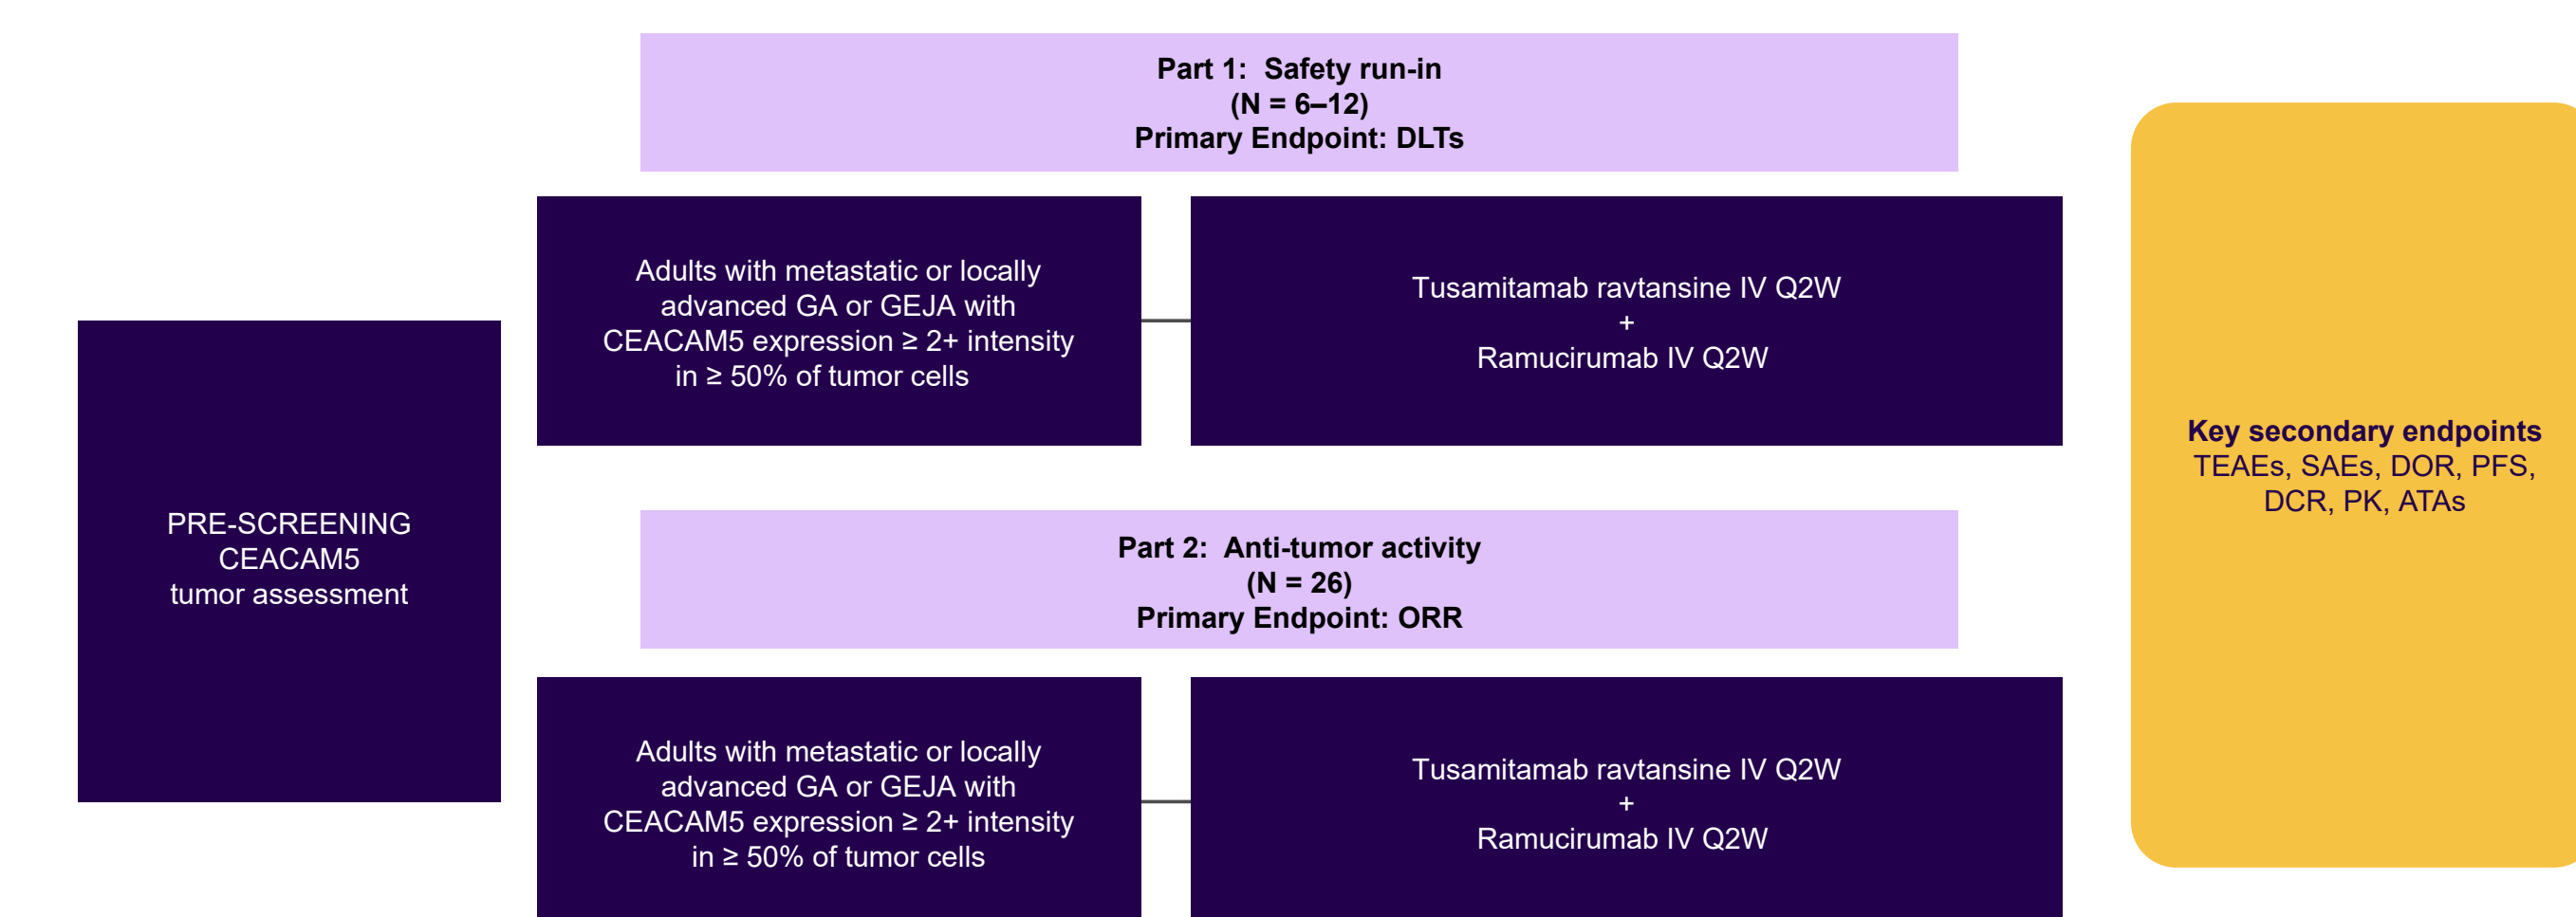 PRE-SCREENING
CEACAM5
tumor assessment
Part 1:  Safety run-in
(N = 6–12)
Primary Endpoint: DLTs
Adults with metastatic or locally
advanced GA or GEJA with
CEACAM5 expression ≥ 2+ intensity
in ≥ 50% of tumor cells
Tusamitamab ravtansine IV Q2W
+
Ramucirumab IV Q2W
Part 2:  Anti-tumor activity
(N = 26)
Primary Endpoint: ORR
Adults with metastatic or locally
advanced GA or GEJA with
CEACAM5 expression ≥ 2+ intensity
in ≥ 50% of tumor cells
Tusamitamab ravtansine IV Q2W
+
Ramucirumab IV Q2W
Key secondary endpoints
TEAEs, SAEs, DOR, PFS,
DCR, PK, ATAs